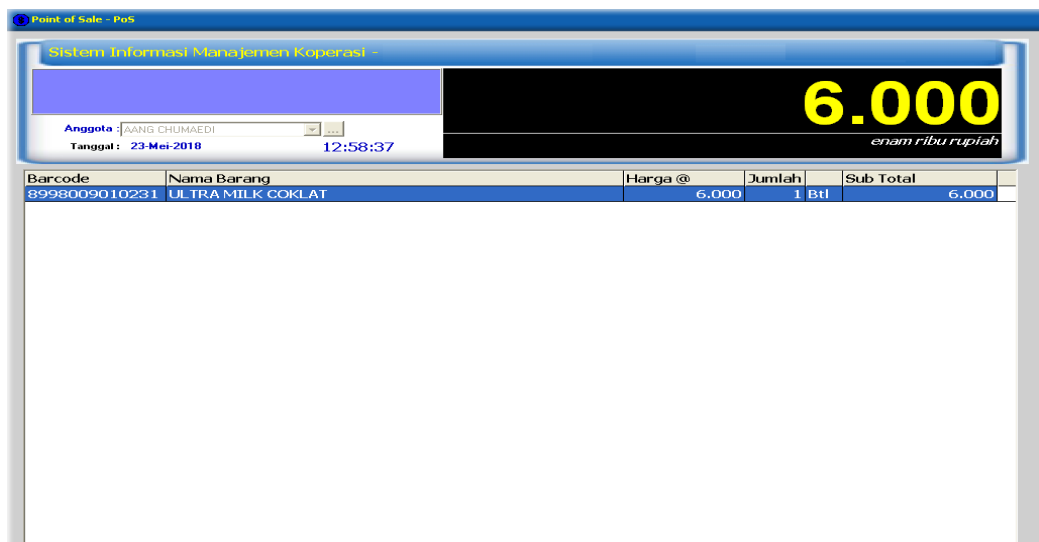 Point of Sale - PoS
Sistem Informasi Manajemen Koperasi -
6.000
Anggota : AANG CHUMAEDI ...
enam ribu rupiah
Tanggal : 23-Mei-2018 12:58:37
Barcode Nama Barang Harga @ Jumlah Sub Total
8998009010231 ULTRA MILK COKLAT 6.000 1 Btl 6.000